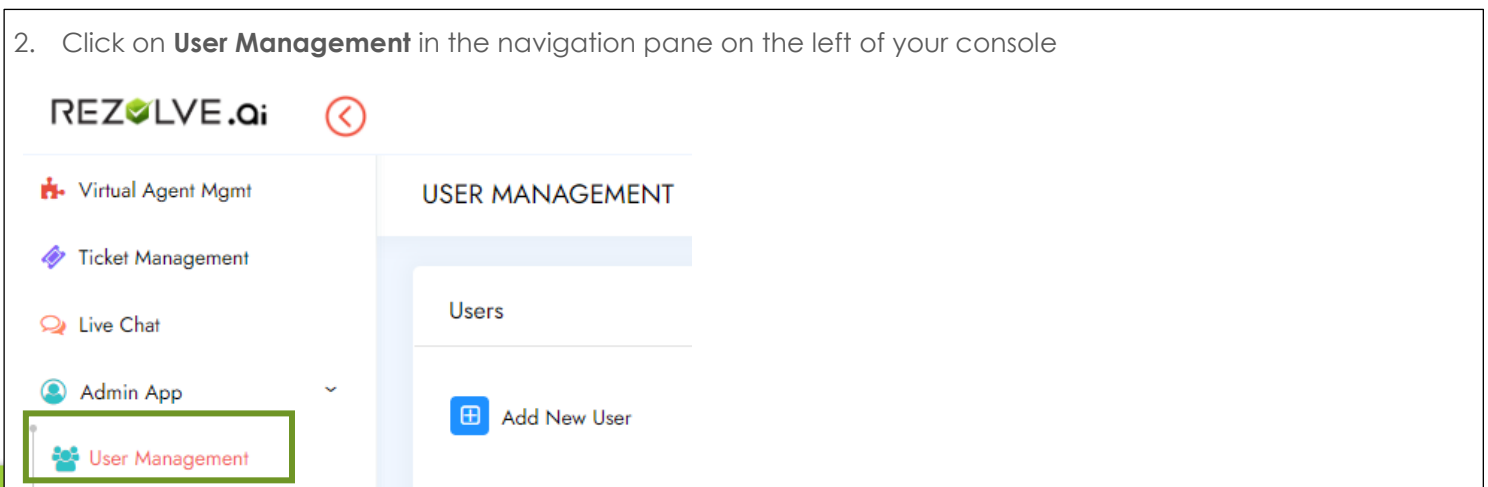 2. Click on User Management in the navigation pane on the left of your console
REZOLVE.ai
Virtual Agent Mgmt
USER MANAGEMENT
Ticket Management
Users
Live Chat
Admin App
Add New User
User Management